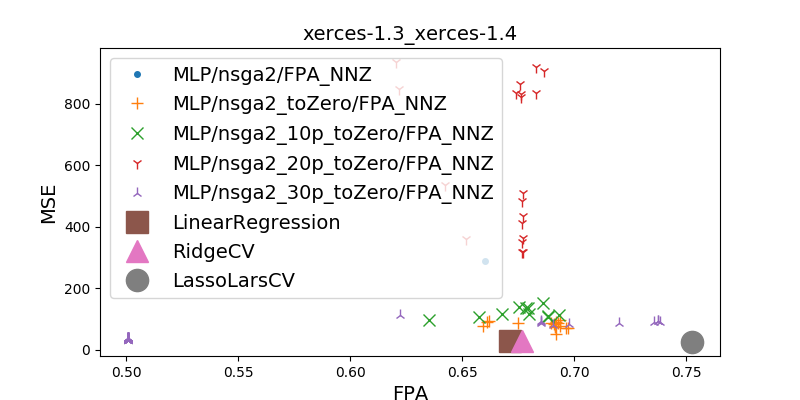 xerces-1.3_xerces-1.4
MLP/nsga2/FPA_NNZ
MLP/nsga2_toZero/FPA_NNZ
MLP/nsga2_10p_toZero/FPA_NNZ
MLP/nsga2_20p_toZero/FPA_NNZ
MLP/nsga2_30p_toZero/FPA_NNZ
LinearRegression
RidgeCV
LassoLarsCV
MSE
800
600
400
200
0
0.50 0.55 0.60 0.65 0.70 0.75
FPA